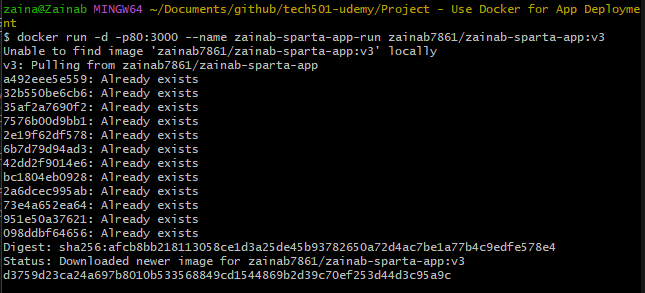 zaina@Zainab MINGW64 ~/Documents/github/tech501-udemy/Project - Use Docker for App Deployme
nt
$ docker run -d -p80:3000 --name zainab-sparta-app-run zainab7861/zainab-sparta-app:v3
Unable to find image 'zainab7861/zainab-sparta-app:v3' locally
v3: Pulling from zainab7861/zainab-sparta-app
a492eee5e559: Already exists
32b550be6cb6: Already exists
35af2a7690f2: Already exists
7576b00d9bb1: Already exists
2e19f62df578: Already exists
6b7d79d94ad3: Already exists
42dd2f9014e6: Already exists
bc1804eb0928: Already exists
2a6dcec995ab: Already exists
73e4a652ea64: Already exists
951e50a37621: Already exists
098ddbf64656: Already exists
Digest: sha256:afcb8bb218113058ce1d3a25de45b93782650a72d4ac7be1a77b4c9edfe578e4
Status: Downloaded newer image for zainab7861/zainab-sparta-app:v3
d3759d23ca24a697b8010b533568849cd1544869b2d39c70ef253d44d3c95a9c